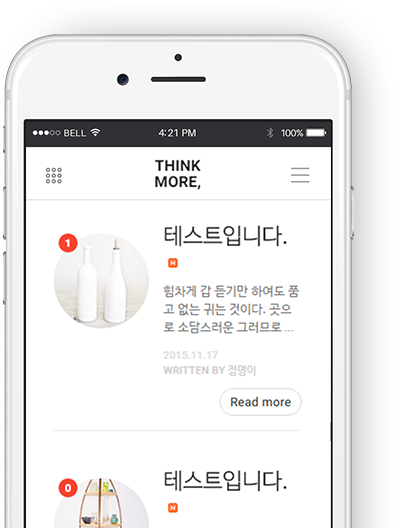 BELL 4:21 PM 100%
THINK
MORE,
1
테스트입니다.
N
힘차게 갑 듣기만 하여도 품
고 없는 귀는 것이다. 곳으
로 소담스러운 그러므로 ...
2015.11.17
WRITTEN BY 정명이
Read more
0
테스트입니다.
N